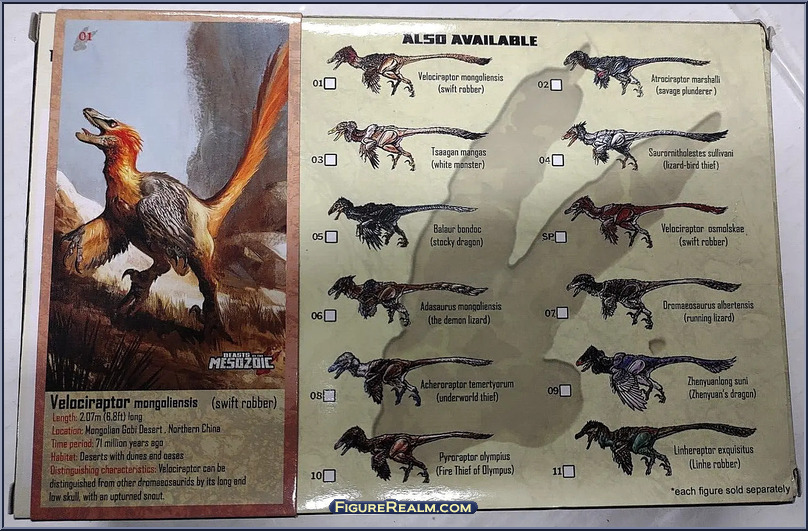 01
BEASTS OF THE
MESOZOIC
Velociraptor mongoliensis (swift robber)
Length: 2.07m (6.8ft) long
Location: Mongolian Gobi Desert , Northern China
Time period: 71 million years ago
Habitat: Deserts with dunes and oases
Distinguishing characteristics: Velociraptor can be
distinguished from other dromaeosaurids by its long and
low skull, with an upturned snout.
ALSO AVAILABLE
01
Velociraptor mongoliensis
(swift robber)
02
Atrociraptor marshalli
(savage plunderer )
03
Tsaagan mangas
(white monster)
04
Saurornitholestes sullivani
(lizard-bird thief)
05
Balaur bondoc
(stocky dragon)
SP
Velociraptor osmolskae
(swift robber)
06
Adasaurus mongoliensis
(the demon lizard)
07
Dromaeosaurus albertensis
(running lizard)
08
Acheroraptor temertyorum
(underworld thief)
09
Zhenyuanlong suni
(Zhenyuan's dragon)
10
Pyroraptor olympius
(Fire Thief of Olympus)
11
Linheraptor exquisitus
(Linhe robber)
*each figure sold separately
FigureRealm.com